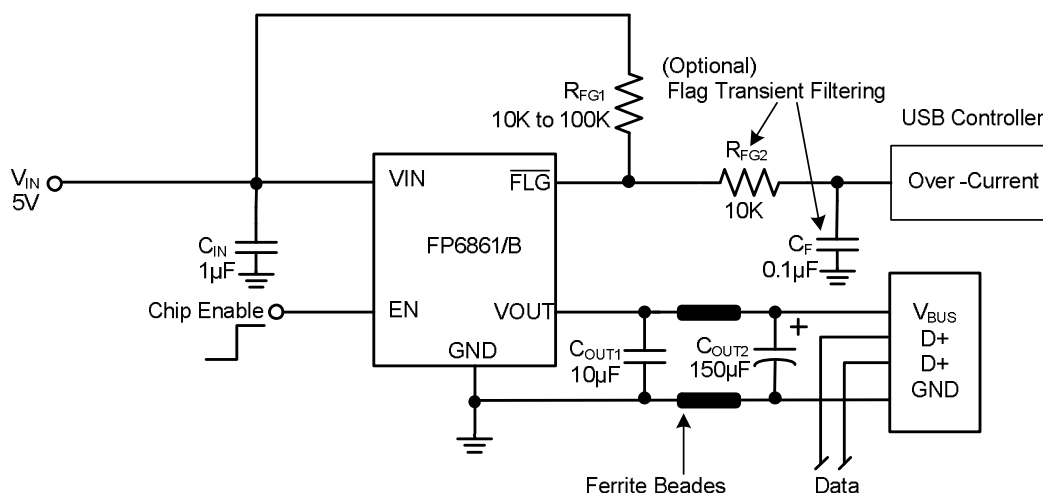 (Optional)
Flag Transient Filtering
RFG1
10K to 100K
USB Controller
RFG2
10K
VIN
5V
VIN
FLG
Over -Current
CIN
1µF
FP6861/B
CF
0.1µF
Chip Enable
EN
VOUT
GND
COUT1
10µF
COUT2
150µF
+
VBUS
D+
D+
GND
Ferrite Beades
Data